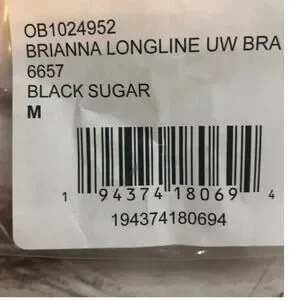 OB1024952
BRIANNA LONGLINE UW BRA
6657
BLACK SUGAR
M
1 94374 18069 4
194374180694